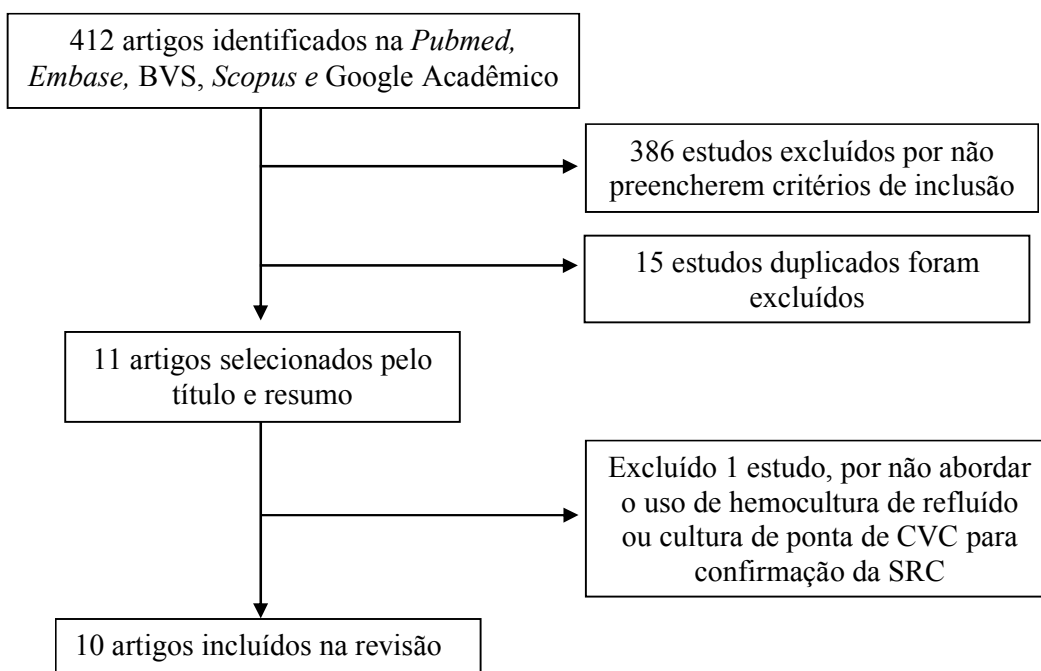 412 artigos identificados na Pubmed,
Embase, BVS, Scopus e Google Acadêmico
386 estudos excluídos por não
preencherem critérios de inclusão
15 estudos duplicados foram
excluídos
11 artigos selecionados pelo
título e resumo
Excluído 1 estudo, por não abordar
o uso de hemocultura de refluído
ou cultura de ponta de CVC para
confirmação da SRC
10 artigos incluídos na revisão